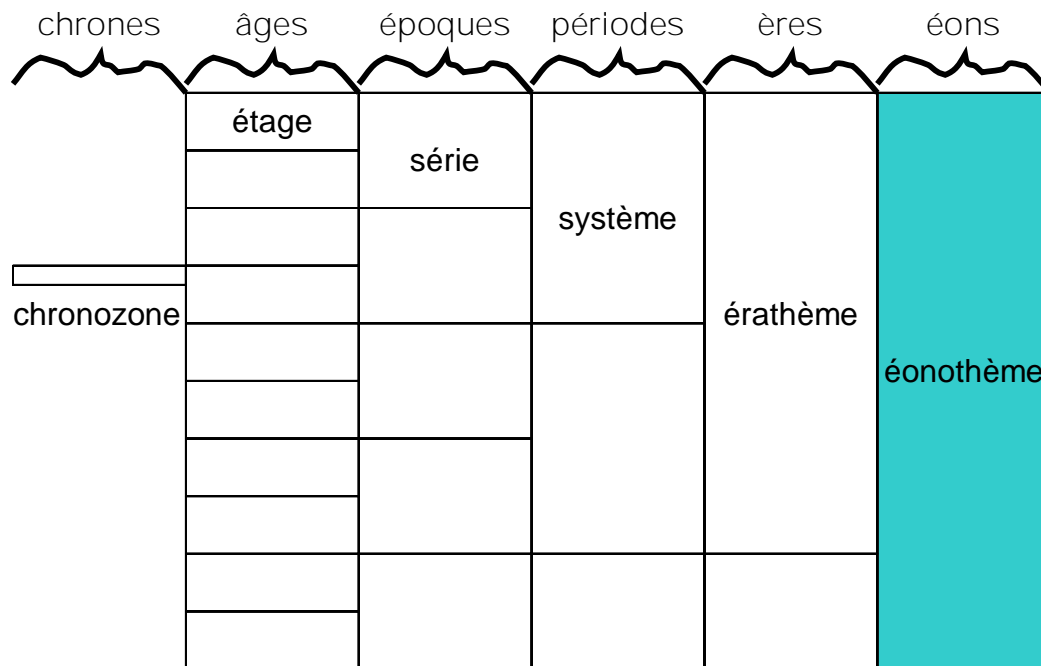 chrones âges époques périodes ères éons
étage
série
système
chronozone érathème
éonothème